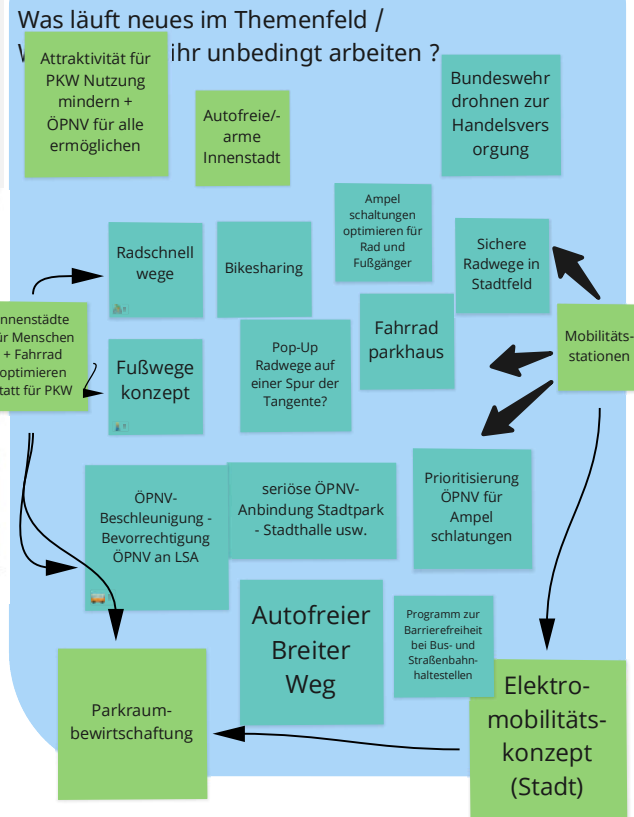 Was läuft neues im Themenfeld /
ihr unbedingt arbeiten ?
Attraktivität für
PKW Nutzung
mindern +
ÖPNV für alle
ermöglichen
Autofreie/-
arme
Innenstadt
Bundeswehr
drohnen zur
Handelsvers
orgung
Ampel
schaltungen
optimieren für
Rad und
Fußgänger
Radschnell
wege
Bikesharing
Sichere
Radwege in
Stadtfeld
nnenstädte
ür Menschen
+ Fahrrad
optimieren
tatt für PKW
Fußwege
konzept
Pop-Up
Radwege auf
einer Spur der
Tangente?
Fahrrad
parkhaus
Mobilitäts-
stationen
ÖPNV-
Beschleunigung -
Bevorrechtigung
ÖPNV an LSA
seriöse ÖPNV-
Anbindung Stadtpark
- Stadthalle usw.
Prioritisierung
ÖPNV für
Ampel
schlatungen
Autofreier
Breiter
Weg
Programm zur
Barrierefreiheit
bei Bus- und
Straßenbahn-
haltestellen
Parkraum-
bewirtschaftung
Elektro-
mobilitäts-
konzept
(Stadt)